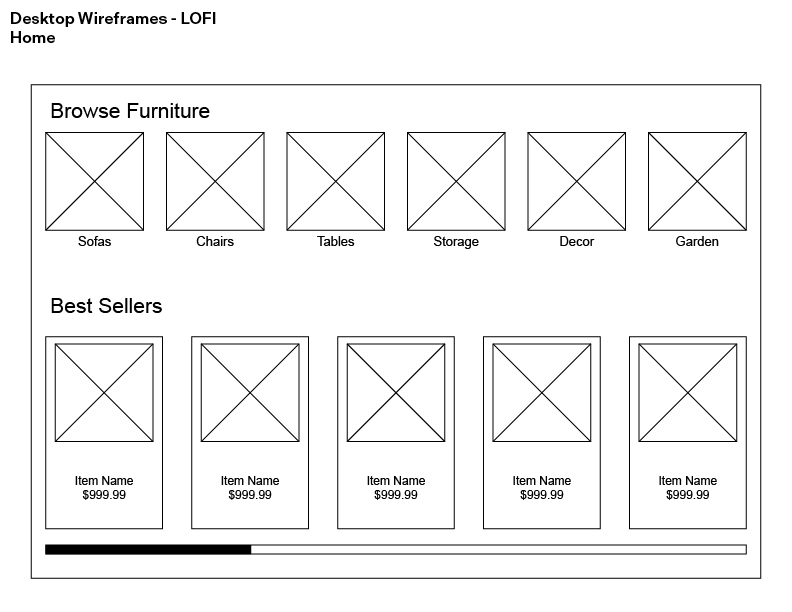 Desktop Wireframes - LOFI
Home
Browse Furniture
Sofas
Chairs
Tables
Storage
Decor
Garden
Best Sellers
Item Name
$999.99
Item Name
$999.99
Item Name
$999.99
Item Name
$999.99
Item Name
$999.99